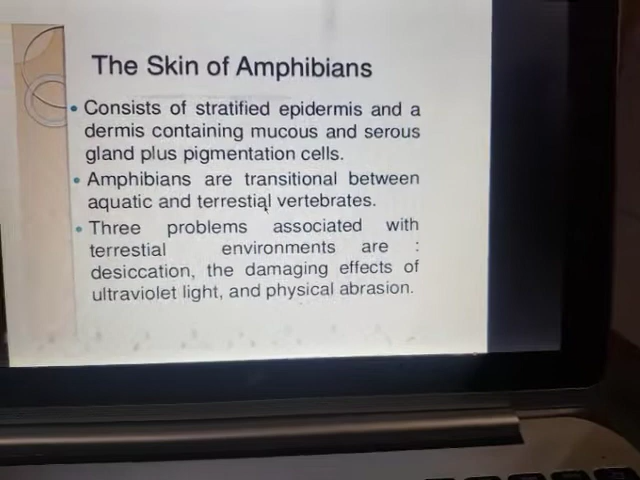 The Skin of Amphibians
• Consists of stratified epidermis and a
dermis containing mucous and serous
gland plus pigmentation cells.
• Amphibians are transitional between
aquatic and terrestial vertebrates.
• Three problems associated with
terrestial environments are :
desiccation, the damaging effects of
ultraviolet light, and physical abrasion.